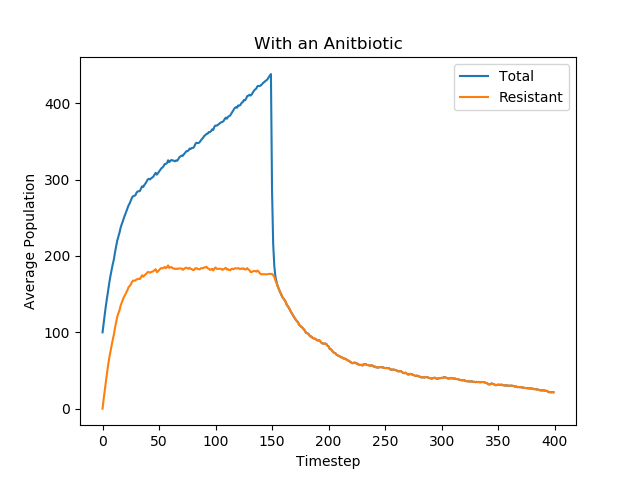 With an Anitbiotic
Total
Resistant
Average Population
400
300
200
100
0
0 50 100 150 200 250 300 350 400
Timestep